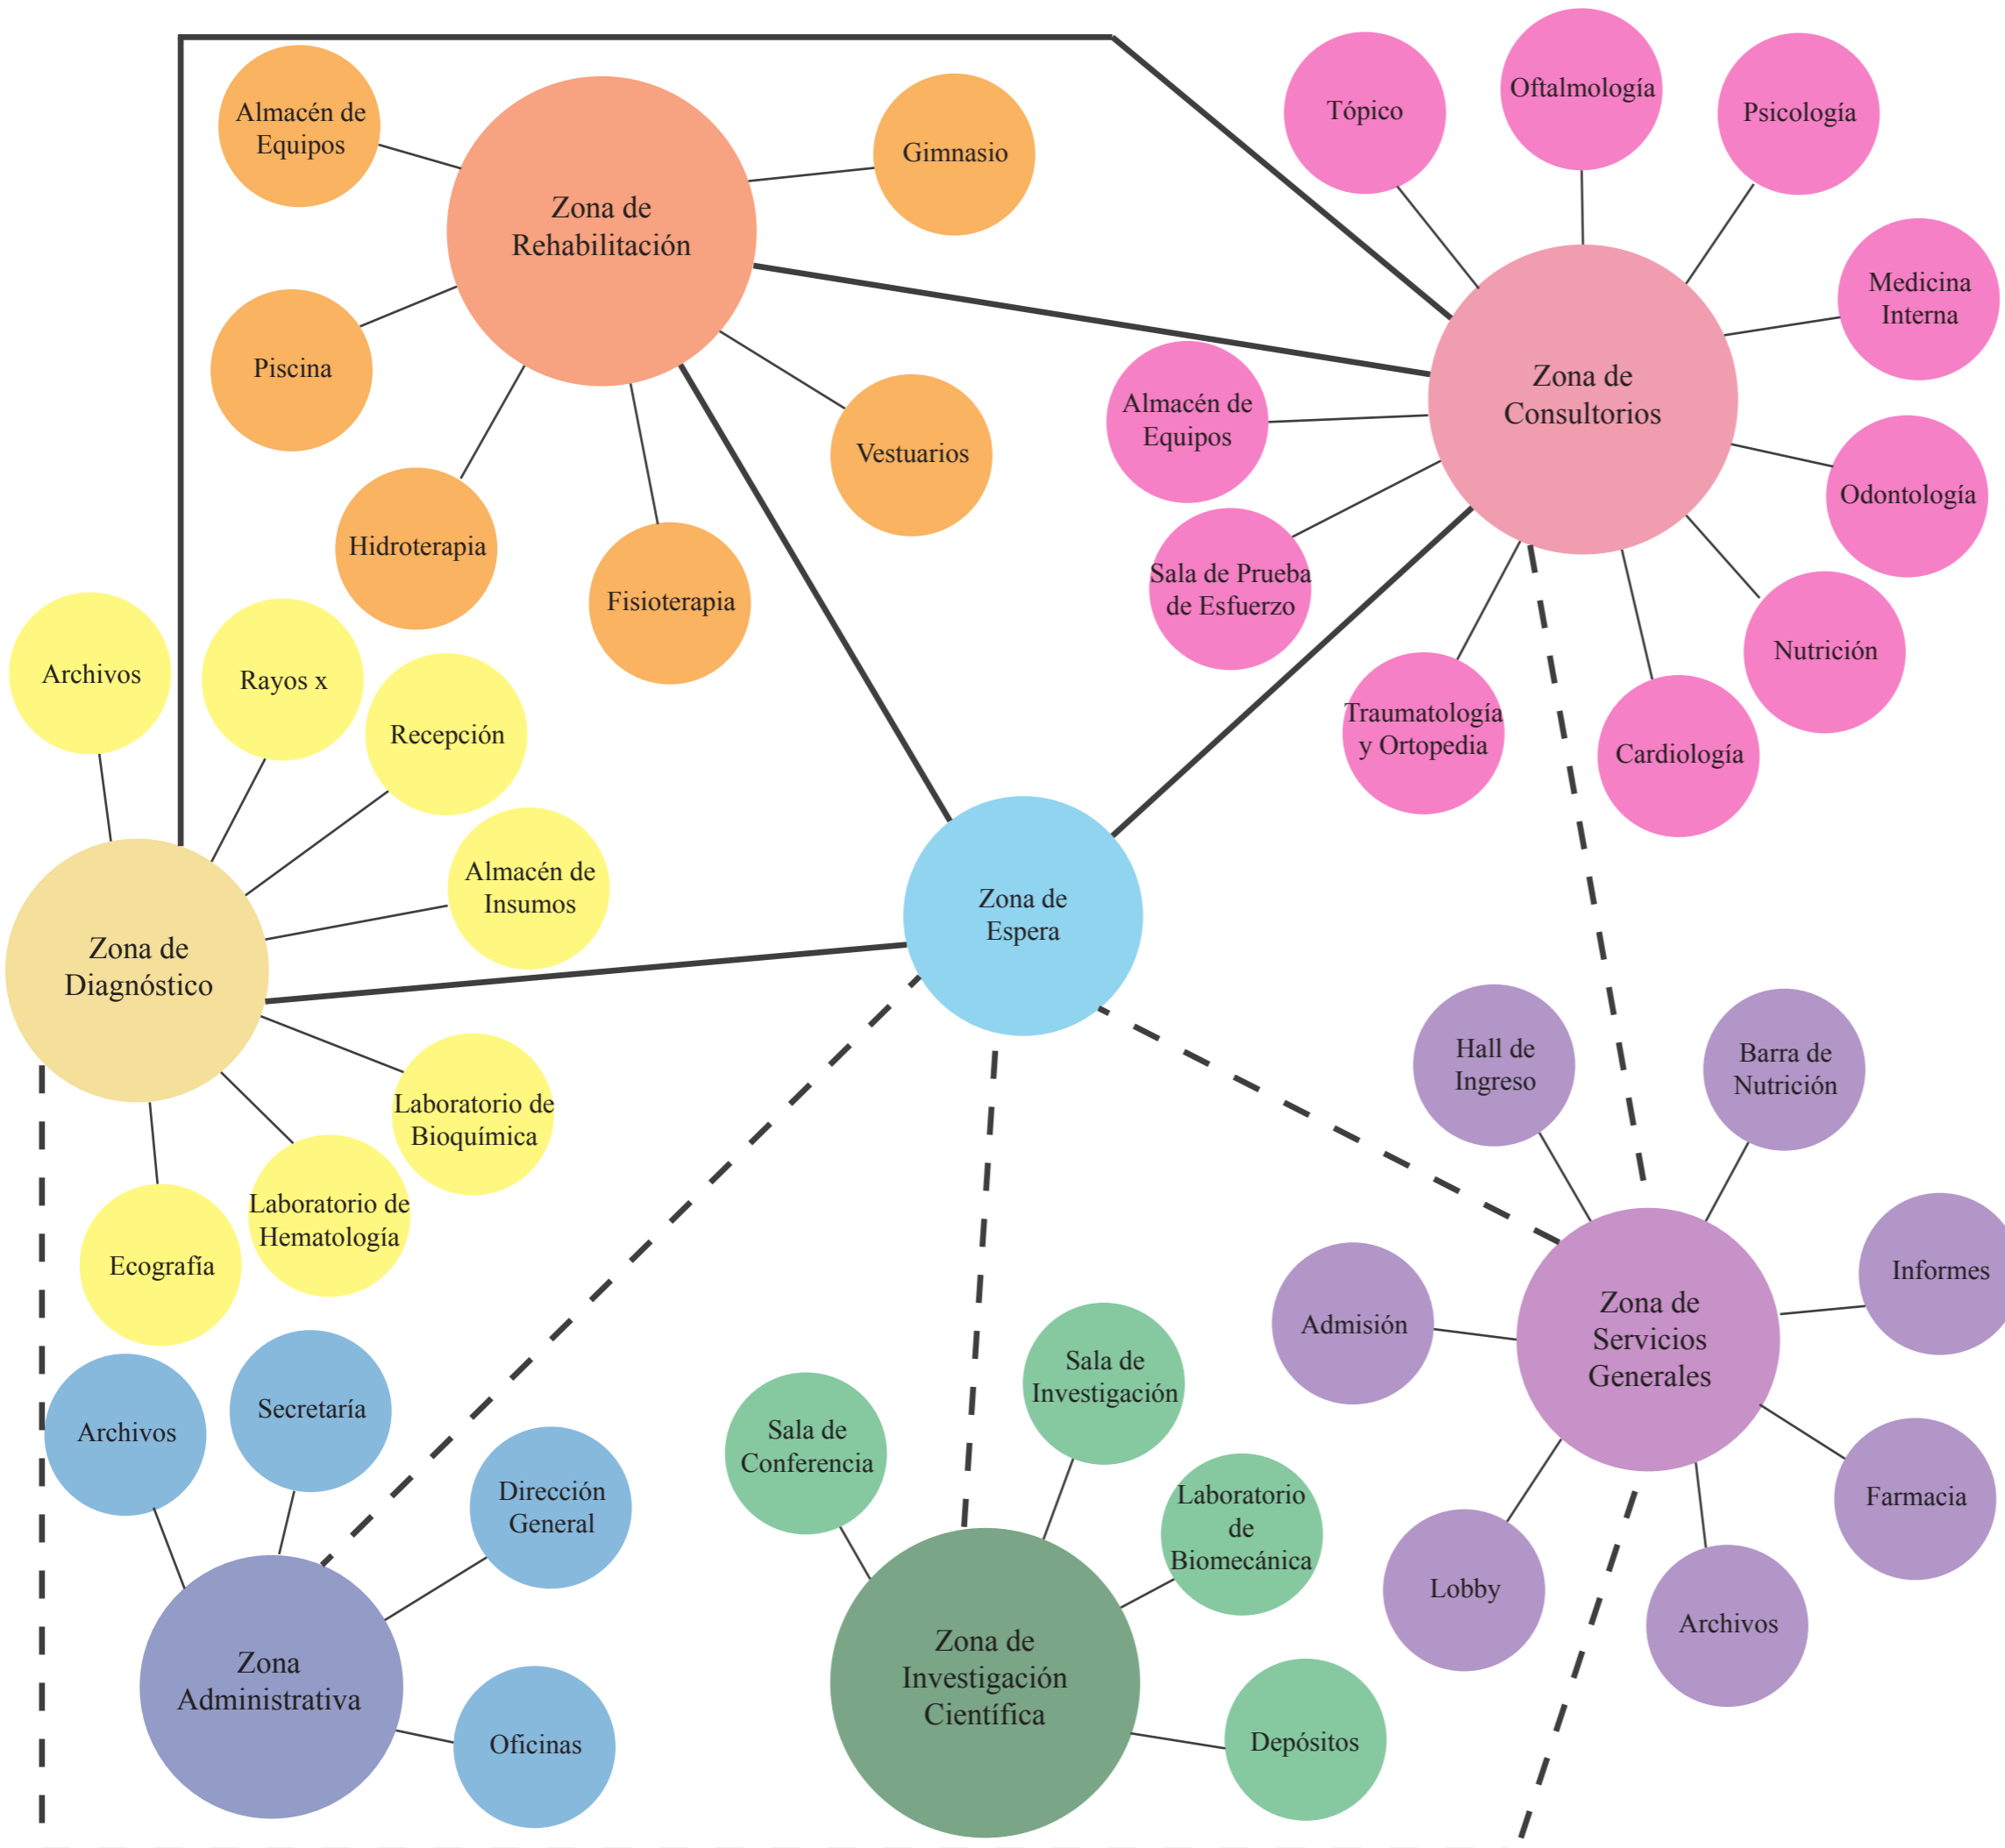 Almacén de
Equipos
Zona de
Rehabilitación
Gimnasio
Piscina
Hidroterapia
Fisioterapia
Vestuarios
Tópico
Oftalmología
Psicología
Medicina
Interna
Zona de
Consultorios
Almacén de
Equipos
Odontología
Sala de Prueba
de Esfuerzo
Nutrición
Traumatología
y Ortopedia
Cardiología
Archivos
Rayos x
Recepción
Almacén de
Insumos
Zona de
Diagnóstico
Laboratorio de
Bioquímica
Laboratorio de
Hematología
Ecografía
Zona de
Espera
Hall de
Ingreso
Barra de
Nutrición
Informes
Admisión
Zona de
Servicios
Generales
Farmacia
Lobby
Archivos
Archivos
Secretaría
Dirección
General
Zona
Administrativa
Oficinas
Sala de
Conferencia
Sala de
Investigación
Laboratorio
de
Biomecánica
Zona de
Investigación
Científica
Depósitos